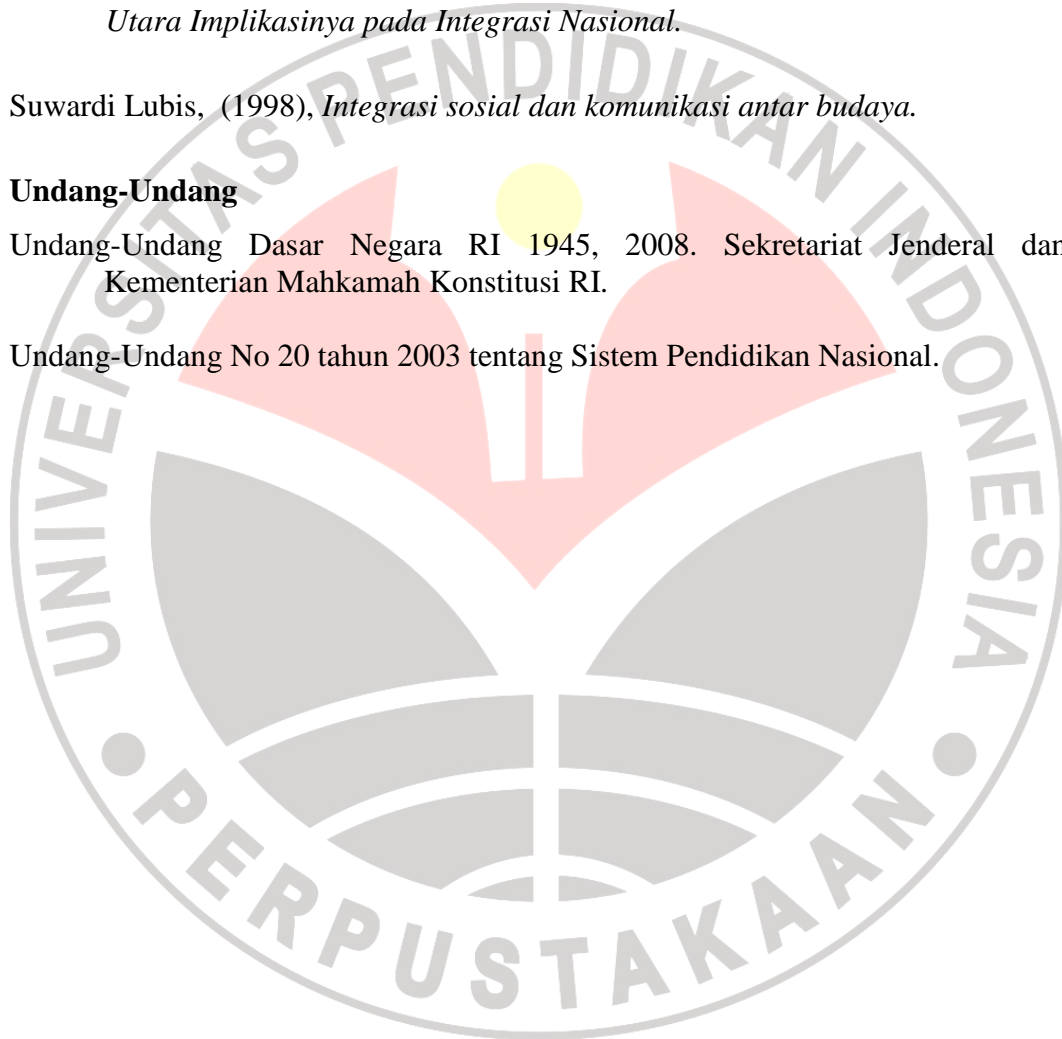 Utara Implikasinya pada Integrasi Nasional.
Suwardi Lubis, (1998), Integrasi sosial dan komunikasi antar budaya.
Undang-Undang
Undang-Undang Dasar Negara RI 1945, 2008. Sekretariat Jenderal dan
Kementerian Mahkamah Konstitusi RI.
Undang-Undang No 20 tahun 2003 tentang Sistem Pendidikan Nasional.
UNIVERSITAS PENDIDIKAN INDONESIA
PERPUSTAKAAN